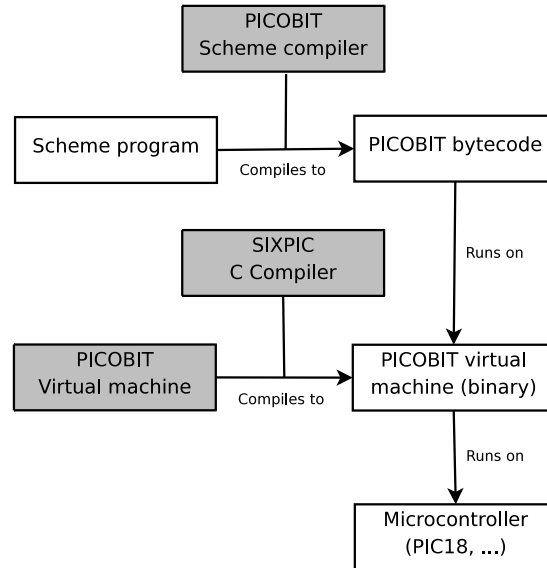 PICOBIT
Scheme compiler
Scheme program
PICOBIT bytecode
Compiles to
SIXPIC
C Compiler
Runs on
PICOBIT
Virtual machine
PICOBIT virtual
machine (binary)
Compiles to
Runs on
Microcontroller
(PIC18, ...)